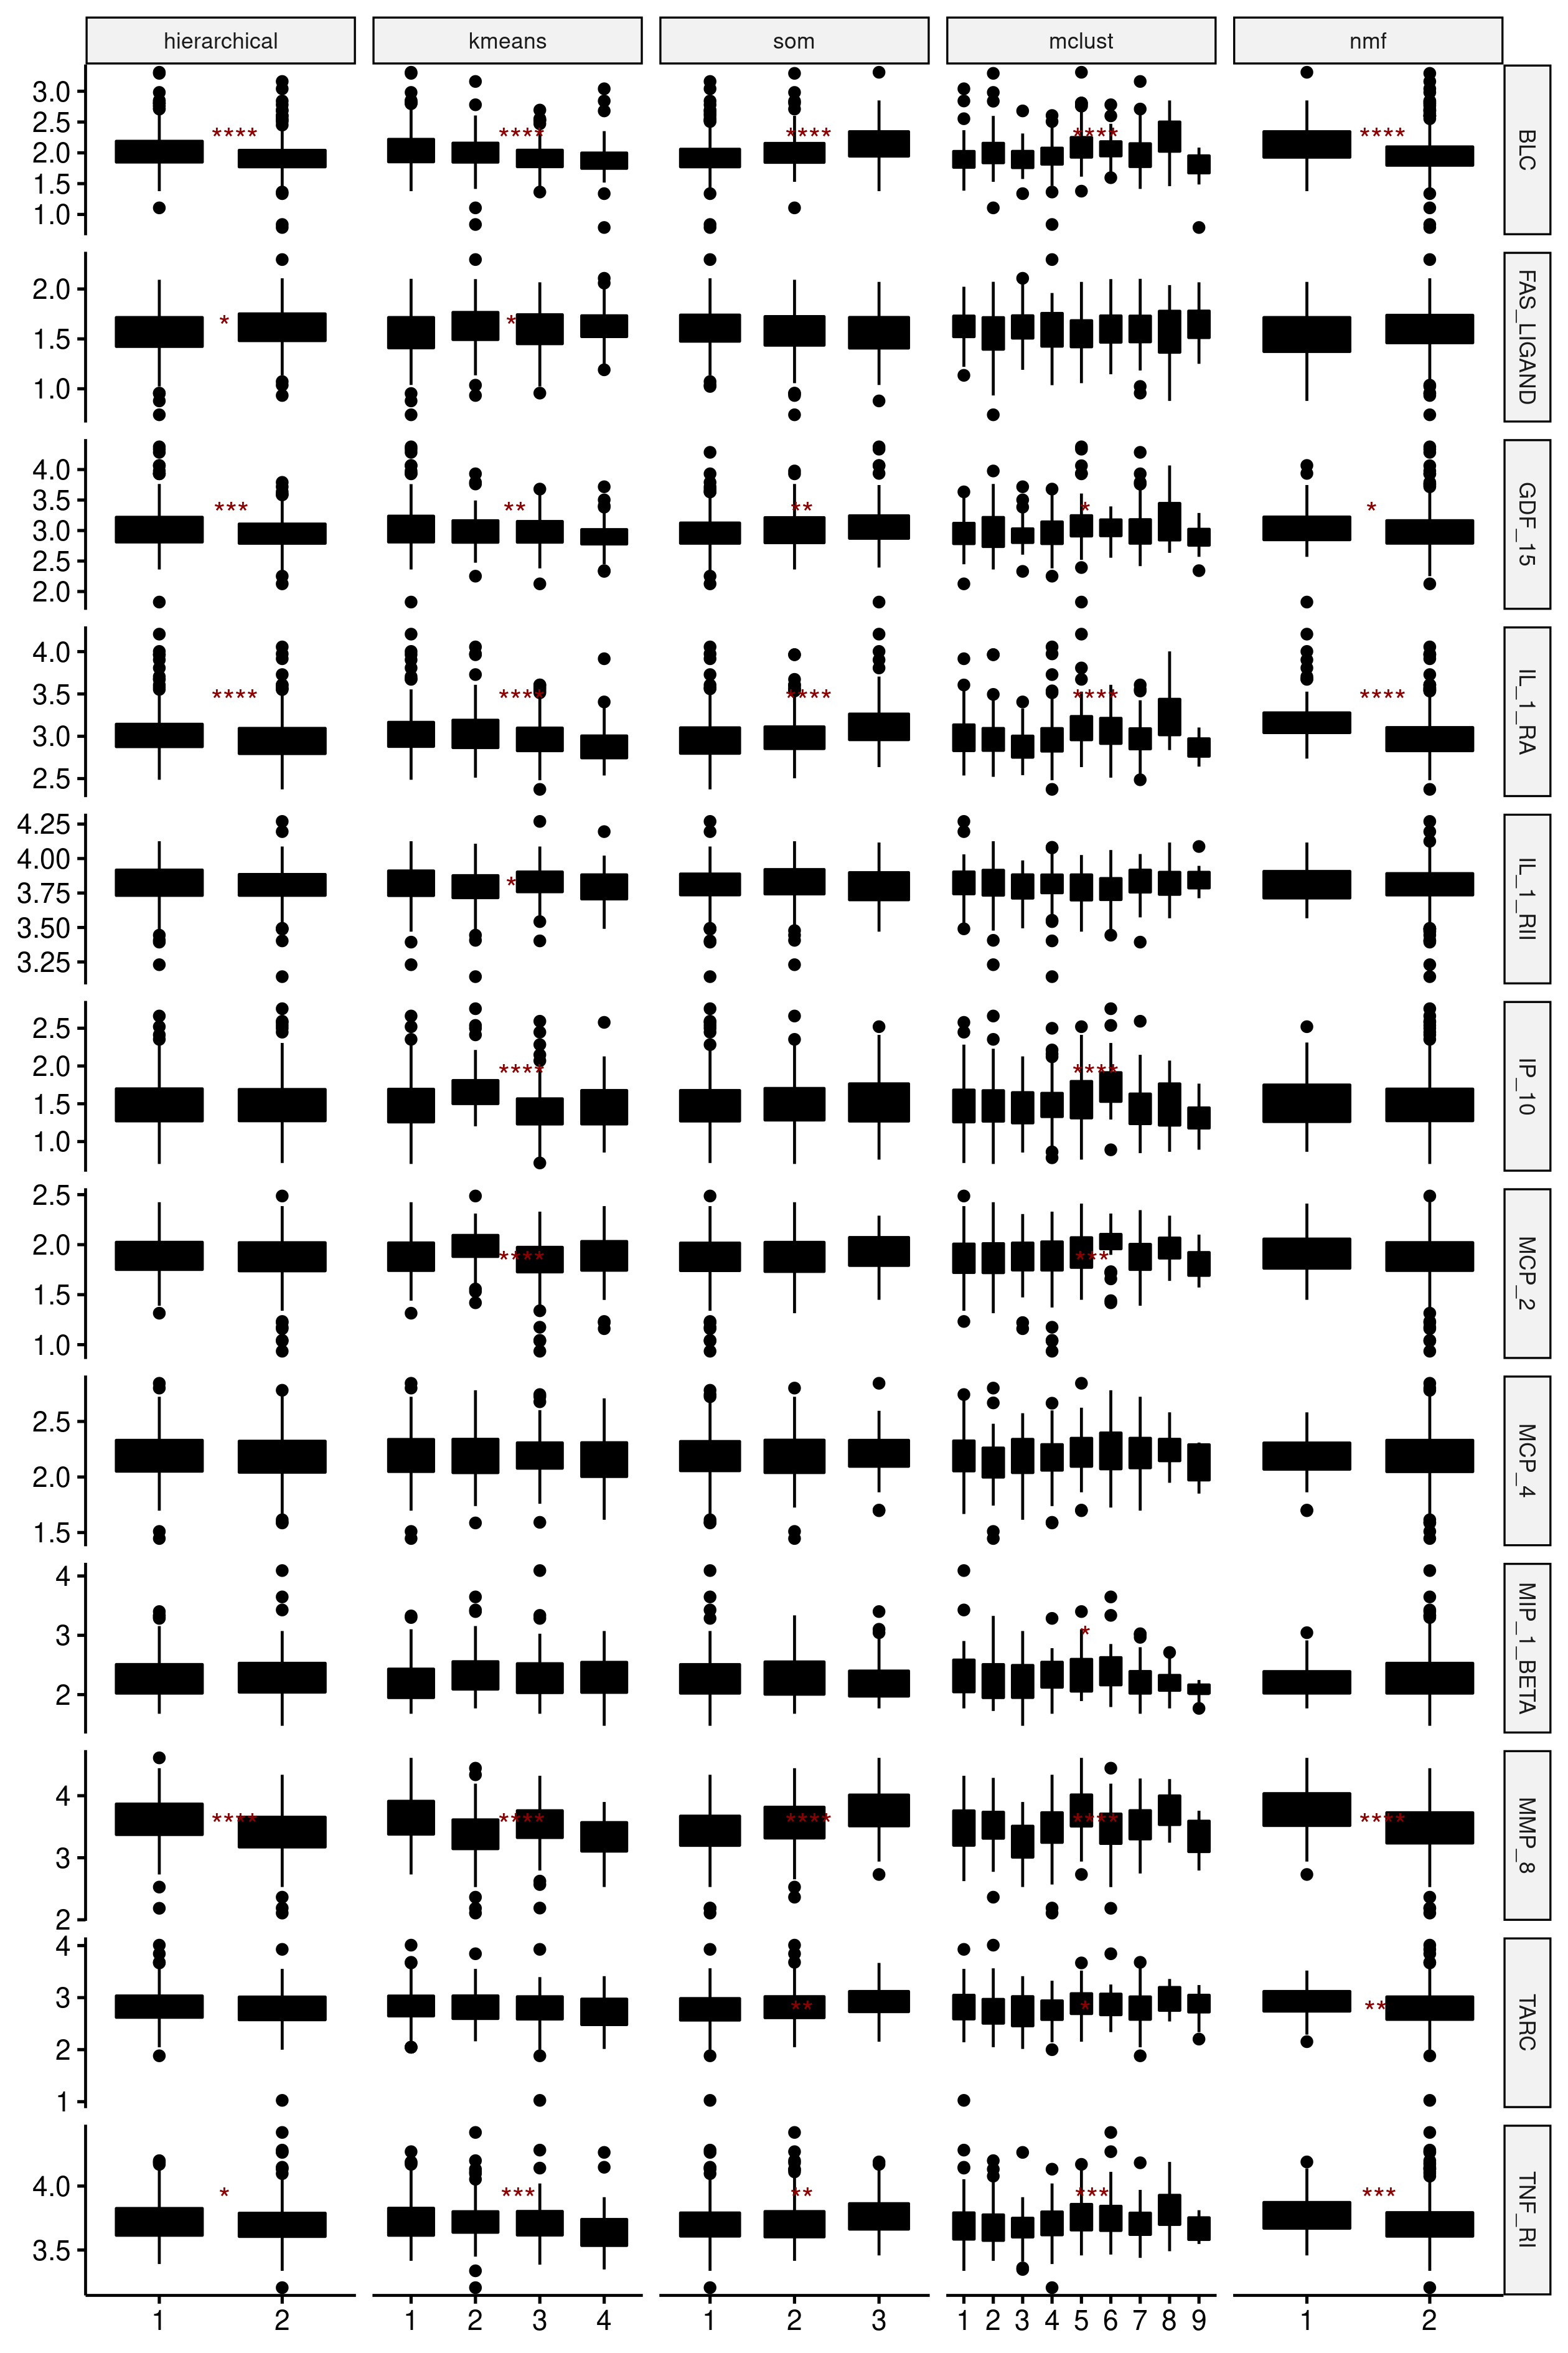 hierarchical kmeans som mclust nmf
3.0
2.5
2.0
1.5
1.0
**** **** **** **** ****
BLC
2.0
1.5
1.0
* *
FAS_LIGAND
4.0
3.5
3.0
2.5
2.0
*** ** ** * *
GDF_15
4.0
3.5
3.0
2.5
**** **** **** **** ****
IL_1_RA
4.25
4.00
3.75
3.50
3.25
*
IL_1_RII
2.5
2.0
1.5
1.0
**** ****
IP_10
2.5
2.0
1.5
1.0
**** ***
MCP_2
2.5
2.0
1.5
MCP_4
4
3
2
*
MIP_1_BETA
4
3
2
**** **** **** **** ****
MMP_8
4
3
2
1
** * **
TARC
4.0
3.5
* *** ** *** ***
TNF_RI
1 2 1 2 3 4 1 2 3 1 2 3 4 5 6 7 8 9 1 2